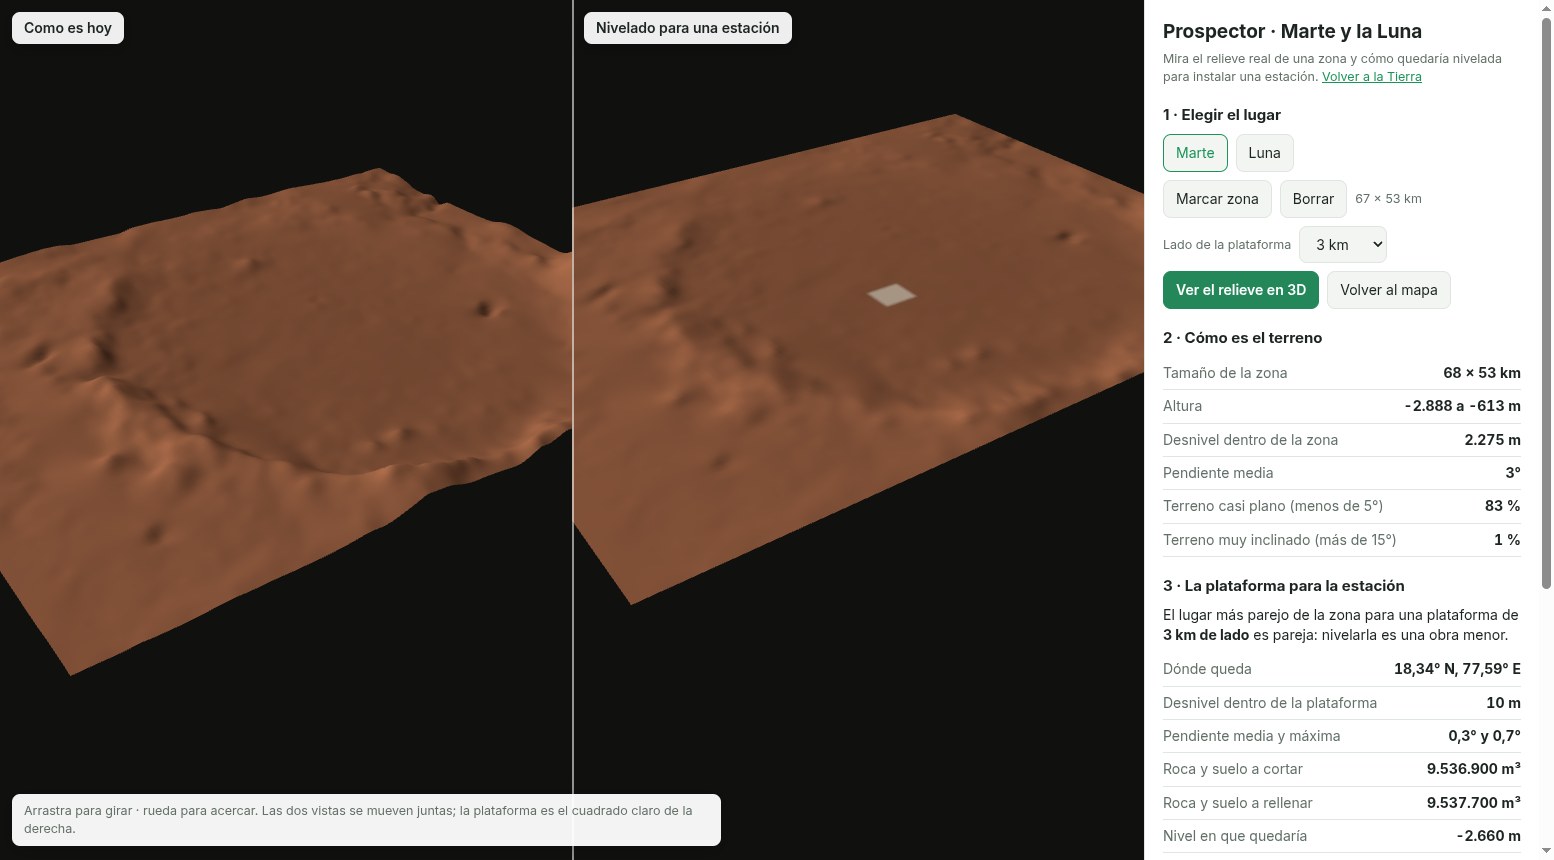 Como es hoy
Nivelado para una estación
Arrastra para girar · rueda para acercar. Las dos vistas se mueven juntas; la plataforma es el cuadrado claro de la
derecha.
Prospector · Marte y la Luna
Mira el relieve real de una zona y cómo quedaría nivelada
para instalar una estación. Volver a la Tierra
1 · Elegir el lugar
Marte Luna
Marcar zona Borrar 67 × 53 km
Lado de la plataforma 3 km
Ver el relieve en 3D Volver al mapa
2 · Cómo es el terreno
Tamaño de la zona 68 × 53 km
Altura -2.888 a -613 m
Desnivel dentro de la zona 2.275 m
Pendiente media 3°
Terreno casi plano (menos de 5°) 83 %
Terreno muy inclinado (más de 15°) 1 %
3 · La plataforma para la estación
El lugar más parejo de la zona para una plataforma de
3 km de lado es pareja: nivelarla es una obra menor.
Dónde queda 18,34° N, 77,59° E
Desnivel dentro de la plataforma 10 m
Pendiente media y máxima 0,3° y 0,7°
Roca y suelo a cortar 9.536.900 m³
Roca y suelo a rellenar 9.537.700 m³
Nivel en que quedaría -2.660 m